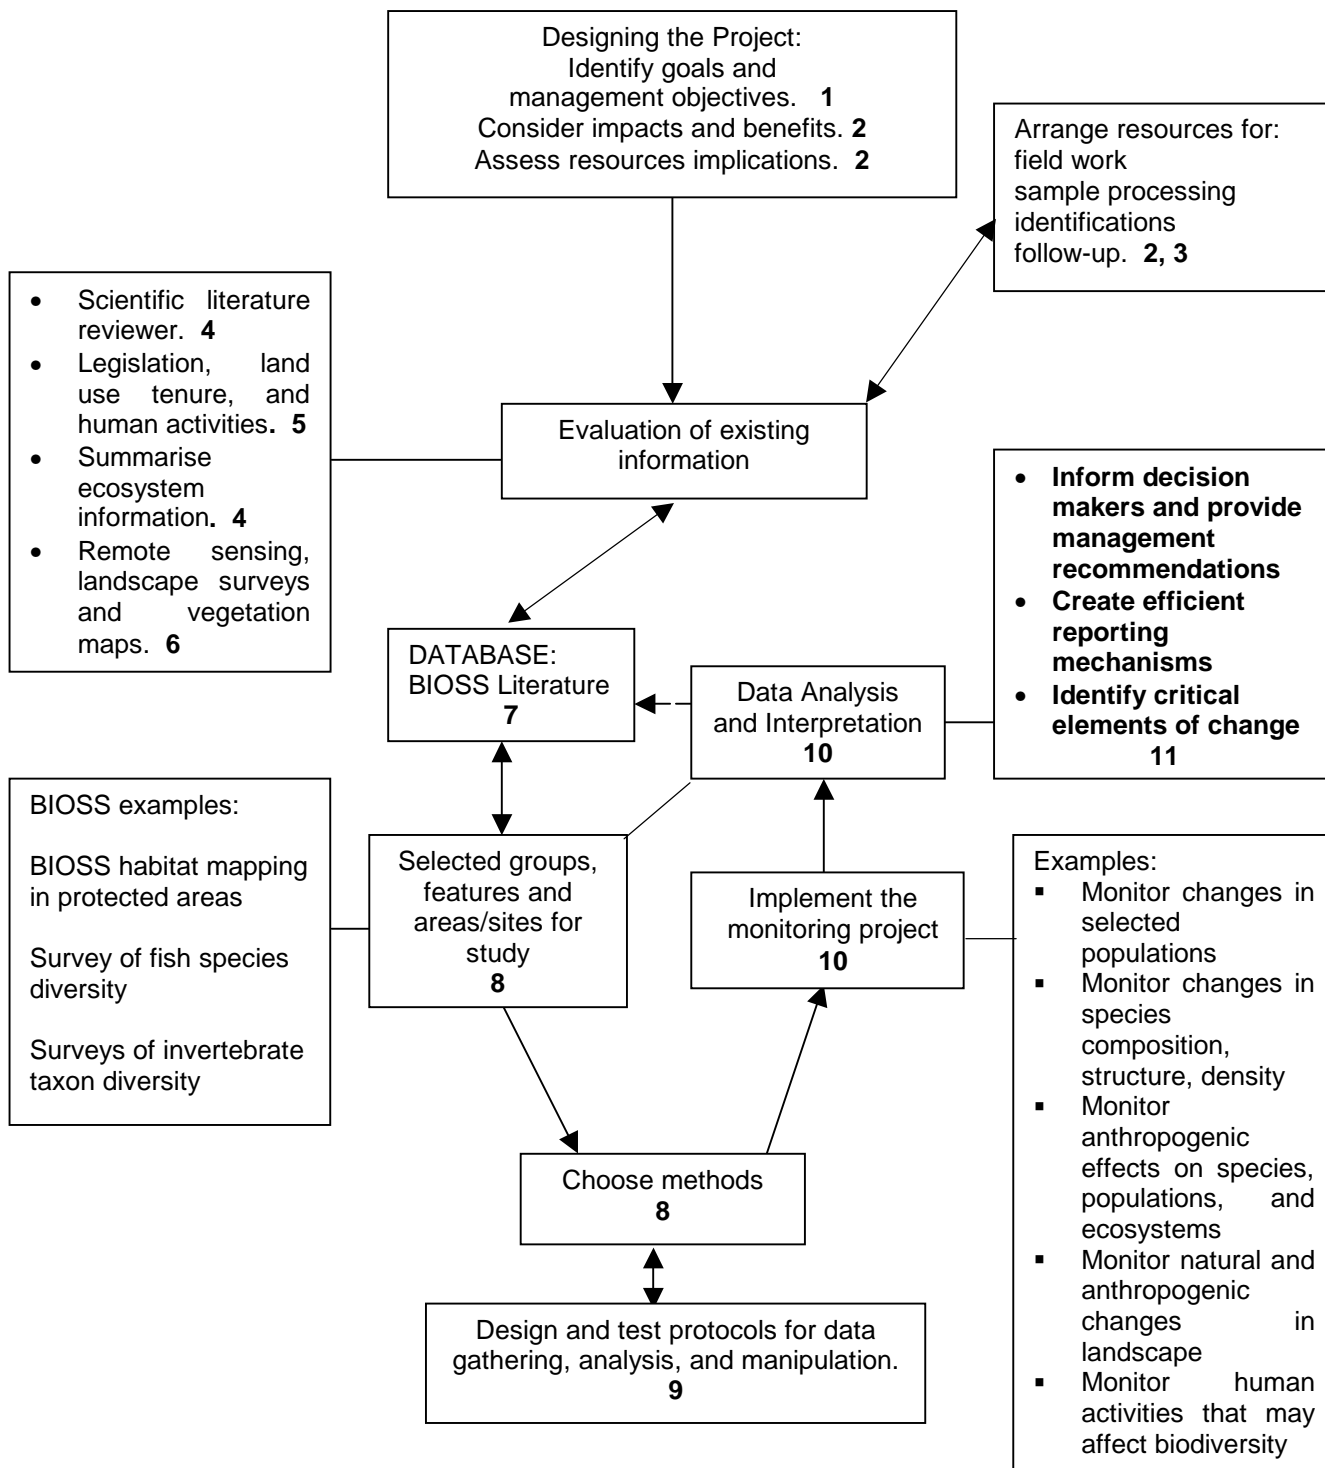 Designing the Project:
Identify goals and
management objectives. 1
Consider impacts and benefits. 2
Assess resources implications. 2
Arrange resources for:
field work
sample processing
identifications
follow-up. 2, 3
• Scientific literature
reviewer. 4
• Legislation, land
use tenure, and
human activities. 5
• Summarise
ecosystem
information. 4
• Remote sensing,
landscape surveys
and vegetation
maps. 6
Evaluation of existing
information
• Inform decision
makers and provide
management
recommendations
• Create efficient
reporting
mechanisms
• Identify critical
elements of change
11
DATABASE:
BIOSS Literature
7
Data Analysis
and Interpretation
10
BIOSS examples:
BIOSS habitat mapping
in protected areas
Survey of fish species
diversity
Surveys of invertebrate
taxon diversity
Selected groups,
features and
areas/sites for
study
8
Implement the
monitoring project
10
Examples:
▪ Monitor changes in
selected
populations
▪ Monitor changes in
species
composition,
structure, density
▪ Monitor
anthropogenic
effects on species,
populations, and
ecosystems
▪ Monitor natural and
anthropogenic
changes in
landscape
▪ Monitor human
activities that may
affect biodiversity
Choose methods
8
Design and test protocols for data
gathering, analysis, and manipulation.
9